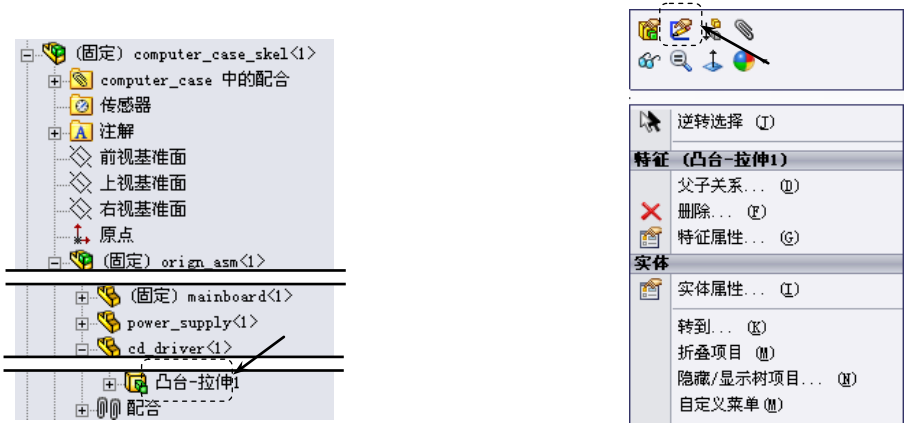 (固定) computer_case_skel<1>
computer_case 中的配合
传感器
注解
前视基准面
上视基准面
右视基准面
原点
(固定) orign_asm<1>
(固定) mainboard<1>
power_supply<1>
cd_driver<1>
凸台-拉伸1
配合
逆转选择 (T)
特征 (凸台-拉伸1)
父子关系... (D)
删除... (F)
特征属性... (G)
实体
实体属性... (I)
转到... (K)
折叠项目 (M)
隐藏/显示树项目... (N)
自定义菜单(M)